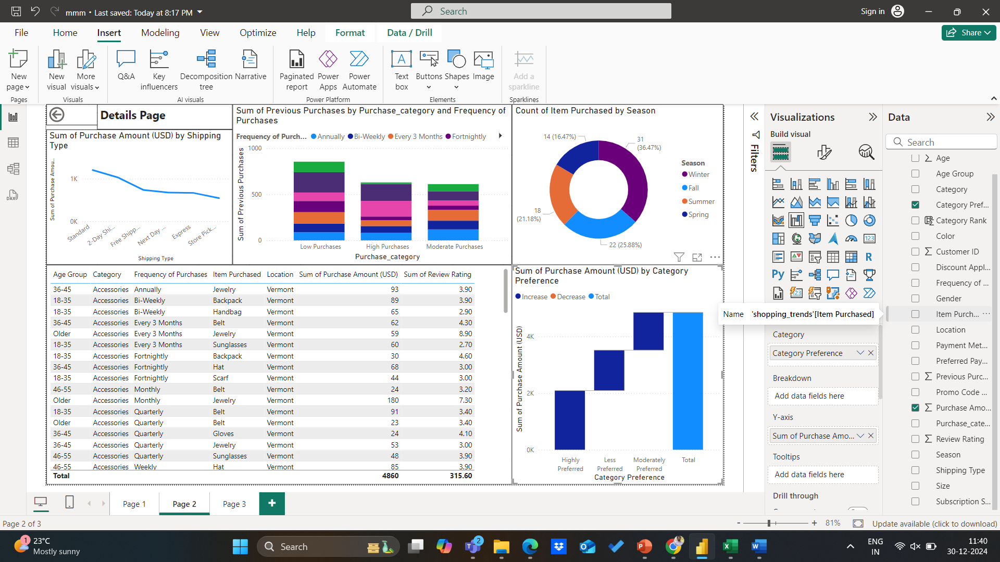 mmm • Last saved: Today at 8:17 PM
Search
Sign in
File
Home
Insert
Modeling
View
Optimize
Help
Format
Data / Drill
Share
New page
New visual
More visuals
Q&A
Key influencers
Decomposition tree
Narrative
Paginated report
Power Apps
Power Automate
Text box
Buttons
Shapes
Image
Add a sparkline
Pages
Visuals
AI visuals
Power Platform
Elements
Sparklines
Details Page
Sum of Purchase Amount (USD) by Shipping
Type
Sum of Purchase Amou...
1K
0K
Standard
2-Day Shi...
Free Shipp...
Next Day ...
Express
Store Pick...
Shipping Type
Sum of Previous Purchases by Purchase_category and Frequency of
Purchases
Frequency of Purch...
Annually
Bi-Weekly
Every 3 Months
Fortnightly
Sum of Previous Purchases
1000
500
0
Low Purchases
High Purchases
Moderate Purchases
Purchase_category
Count of Item Purchased by Season
14 (16.47%)
31
(36.47%)
18
(21.18%)
22 (25.88%)
Season
Winter
Fall
Summer
Spring
Age Group Category Frequency of Purchases Item Purchased Location Sum of Purchase Amount (USD) Sum of Review Rating
36-45 Accessories Annually Jewelry Vermont 93 3.90
18-35 Accessories Bi-Weekly Backpack Vermont 89 3.90
18-35 Accessories Bi-Weekly Handbag Vermont 65 2.90
36-45 Accessories Every 3 Months Belt Vermont 62 4.30
Older Accessories Every 3 Months Jewelry Vermont 59 8.90
18-35 Accessories Every 3 Months Sunglasses Vermont 60 2.70
18-35 Accessories Fortnightly Backpack Vermont 30 4.60
36-45 Accessories Fortnightly Hat Vermont 68 3.00
18-35 Accessories Fortnightly Scarf Vermont 44 3.00
46-55 Accessories Monthly Belt Vermont 24 3.20
Older Accessories Monthly Jewelry Vermont 180 7.30
18-35 Accessories Quarterly Belt Vermont 91 3.40
Older Accessories Quarterly Belt Vermont 23 3.40
36-45 Accessories Quarterly Gloves Vermont 24 4.10
36-45 Accessories Quarterly Jewelry Vermont 53 3.00
46-55 Accessories Quarterly Sunglasses Vermont 48 3.90
46-55 Accessories Weekly Hat Vermont 85 3.90
Total 4860 315.60
Sum of Purchase Amount (USD) by Category
Preference
Increase
Decrease
Total
Sum of Purchase Amount (USD)
4K
2K
0K
Highly Preferred
Less Preferred
Moderately Preferred
Total
Category Preference
Filters
Visualizations
Build visual
R
Py
123
Name 'shopping_trends'[Item Purchased]
Category
Category Preference
Breakdown
Add data fields here
Y-axis
Sum of Purchase Amo...
Tooltips
Add data fields here
Drill through
Data
Search
Age
Age Group
Category
Category Pref...
Category Rank
Color
Customer ID
Discount Appl...
Frequency of ...
Gender
Item Purch...
Location
Payment Met...
Preferred Pay...
Previous Purc...
Promo Code ...
Purchase Amo...
Purchase_cate...
Review Rating
Season
Shipping Type
Size
Subscription S...
Page 1
Page 2
Page 3
Page 2 of 3
81%
Update available (click to download)
1
23°C
Mostly sunny
Search
2
ENG
IN
11:40
30-12-2024